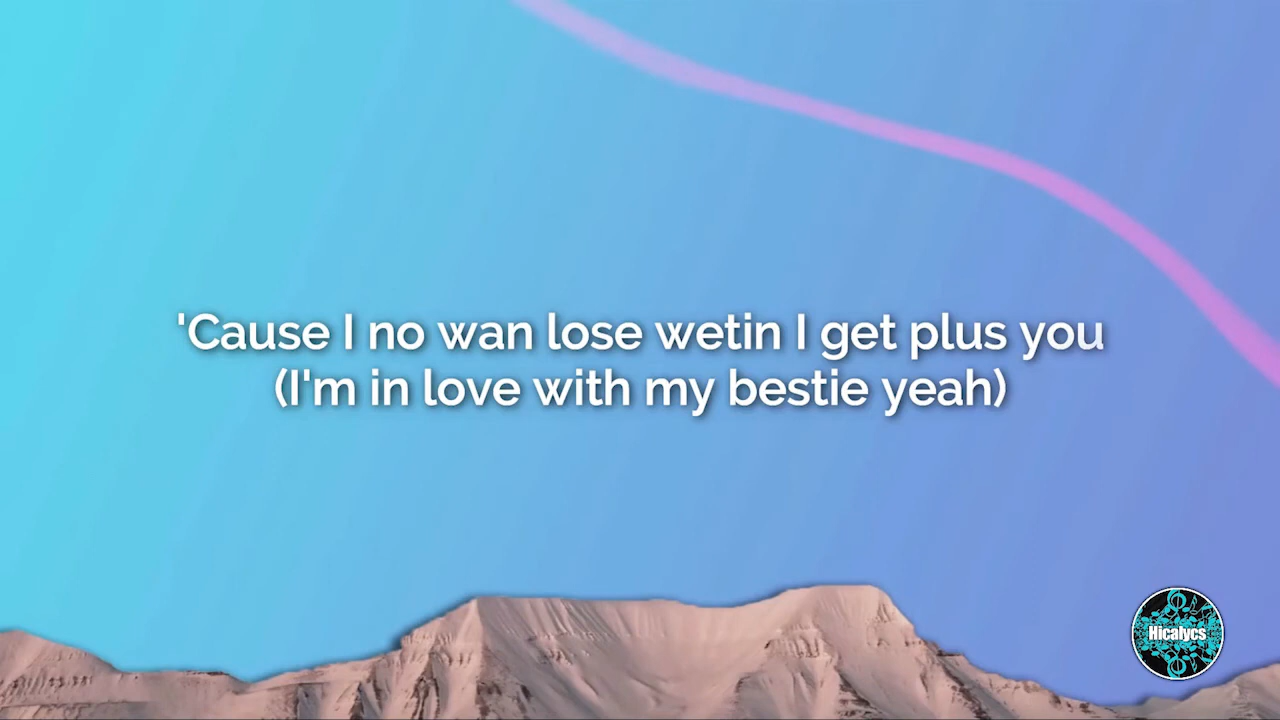 'Cause I no wan lose wetin I get plus you
(I'm in love with my bestie yeah)
Hicalycs